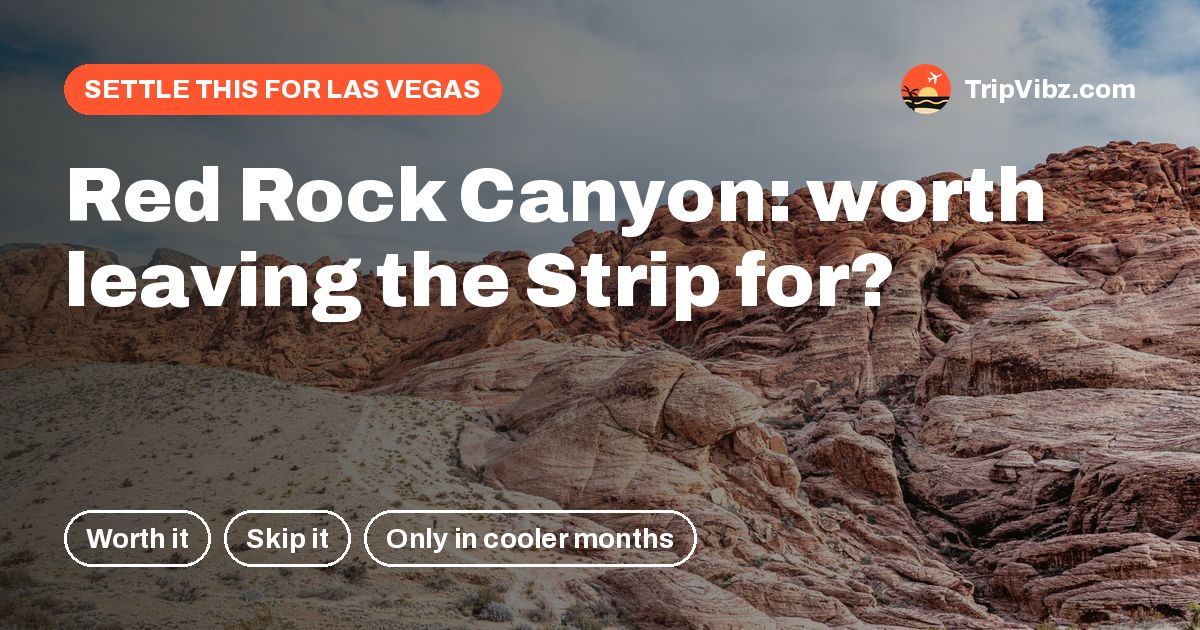 SETTLE THIS FOR LAS VEGAS
TripVibz.com
Red Rock Canyon: worth
leaving the Strip for?
Worth it
Skip it
Only in cooler months